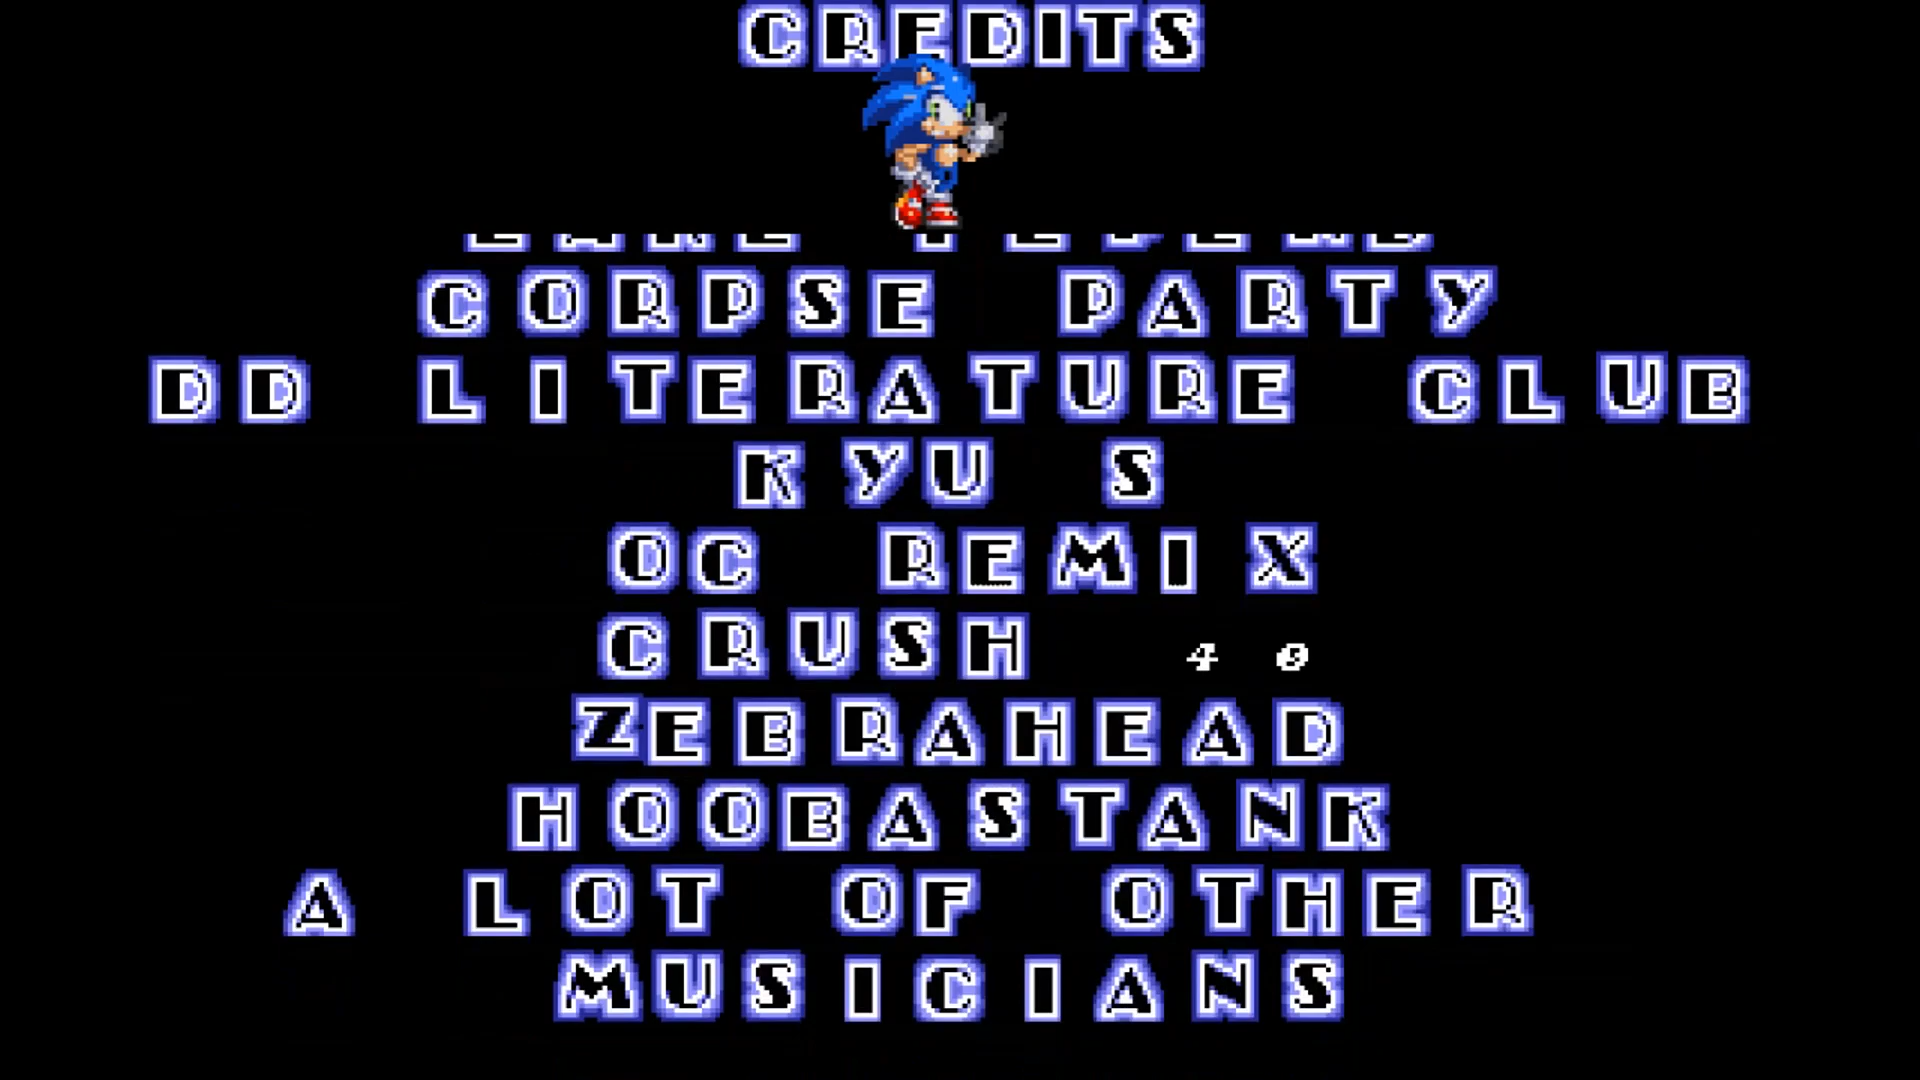 CREDITS
CORPSE PARTY
DD LITERATURE CLUB
KYU S
OC REMIX
CRUSH 40
ZEBRAHEAD
HOOBASTANK
A LOT OF OTHER
MUSICIANS